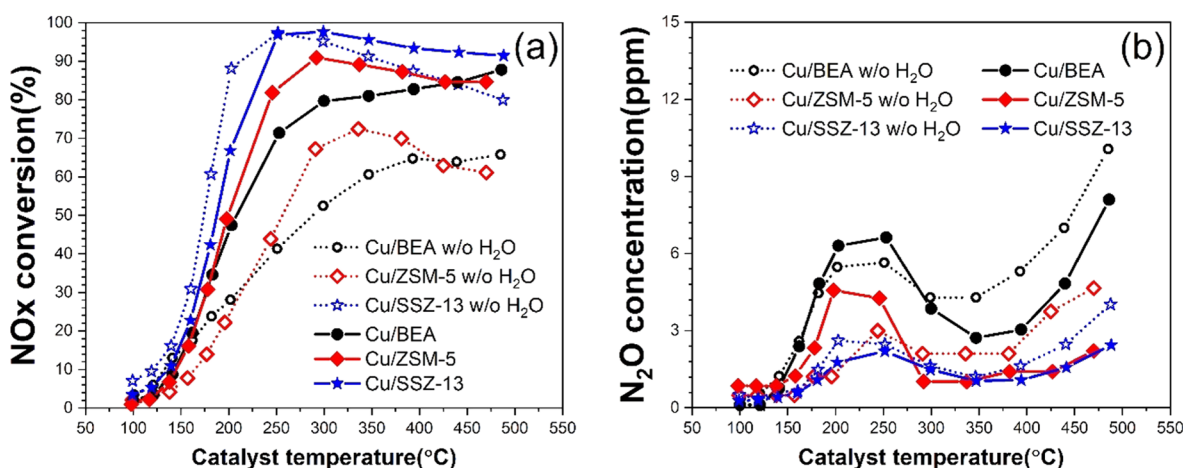 (a)
NOx conversion(%)
100
90
80
70
60
50
40
30
20
10
0
Cu/BEA w/o H₂O
Cu/ZSM-5 w/o H₂O
Cu/SSZ-13 w/o H₂O
Cu/BEA
Cu/ZSM-5
Cu/SSZ-13
50 100 150 200 250 300 350 400 450 500 550
Catalyst temperature(°C)
(b)
N₂O concentration(ppm)
15
12
9
6
3
0
Cu/BEA w/o H₂O Cu/BEA
Cu/ZSM-5 w/o H₂O Cu/ZSM-5
Cu/SSZ-13 w/o H₂O Cu/SSZ-13
50 100 150 200 250 300 350 400 450 500 550
Catalyst temperature(°C)